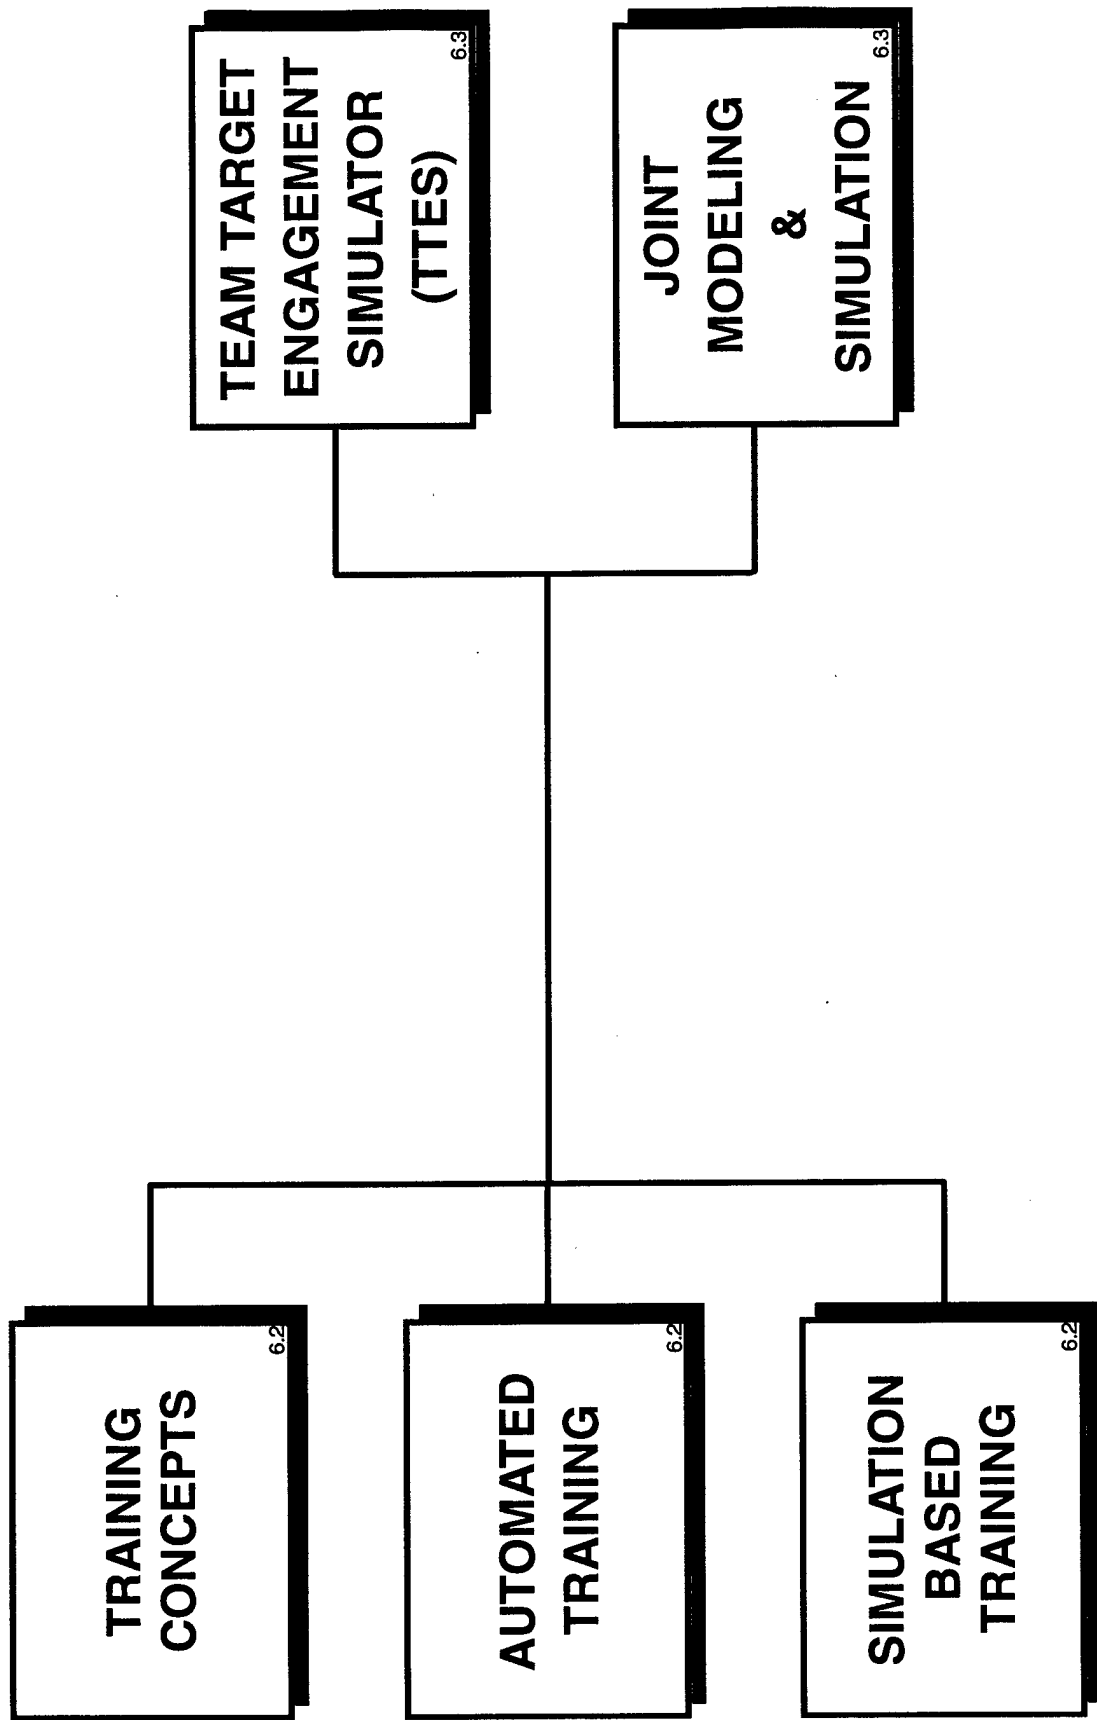 TRAINING
CONCEPTS
6.2
AUTOMATED
TRAINING
6.2
SIMULATION
BASED
TRAINING
6.2
TEAM TARGET
ENGAGEMENT
SIMULATOR
(TTES)
6.3
JOINT
MODELING
&
SIMULATION
6.3